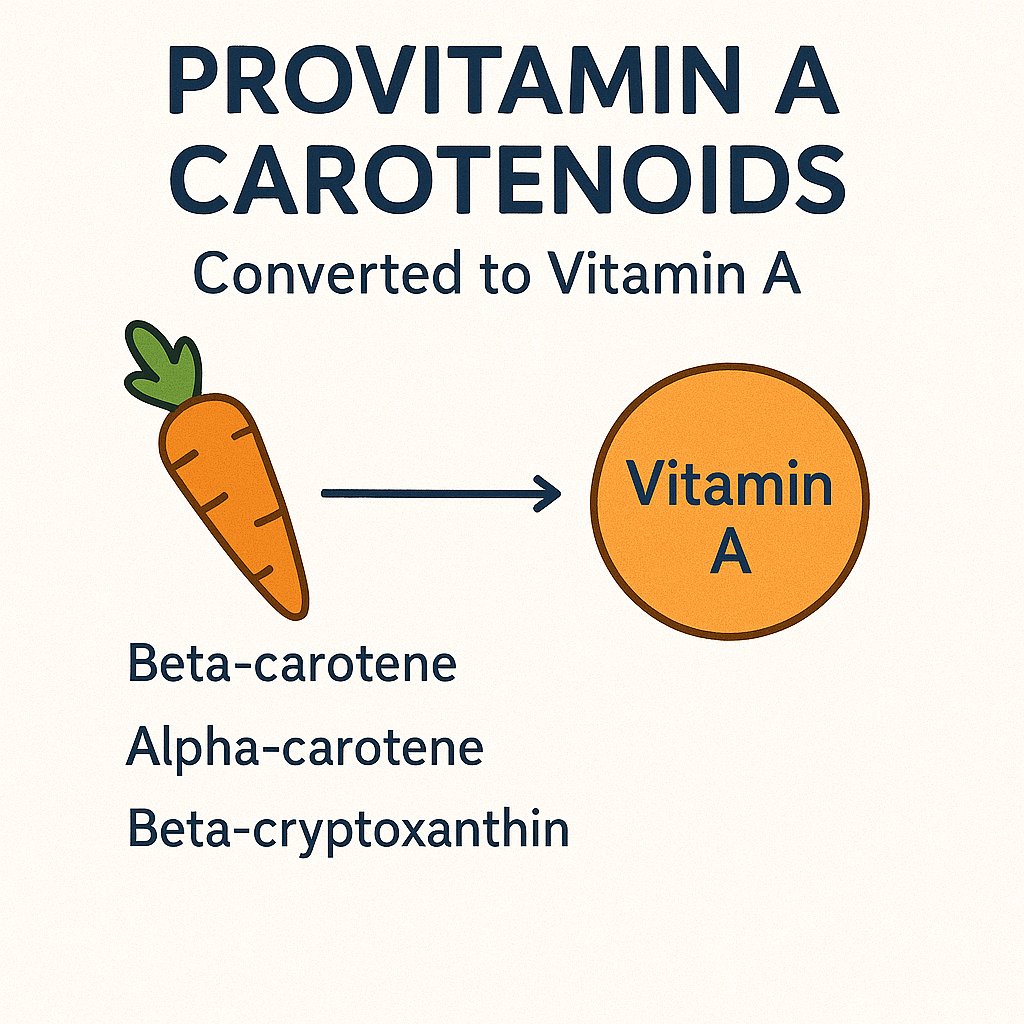 PROVITAMIN A
CAROTENOIDS
Converted to Vitamin A
Vitamin
A
Beta-carotene
Alpha-carotene
Beta-cryptoxanthin